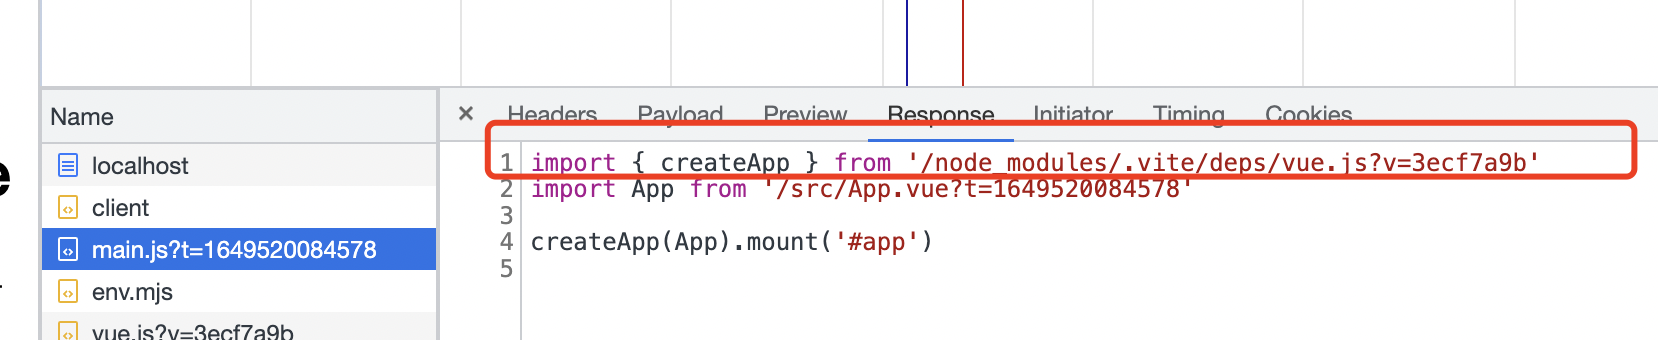 Name
localhost
client
main.js?t=1649520084578
env.mjs
vue.js?v=3ecf7a9b
× Headers Payload Preview Response Initiator Timing Cookies
1 import { createApp } from '/node_modules/.vite/deps/vue.js?v=3ecf7a9b'
2 import App from '/src/App.vue?t=1649520084578'
3
4 createApp(App).mount('#app')
5